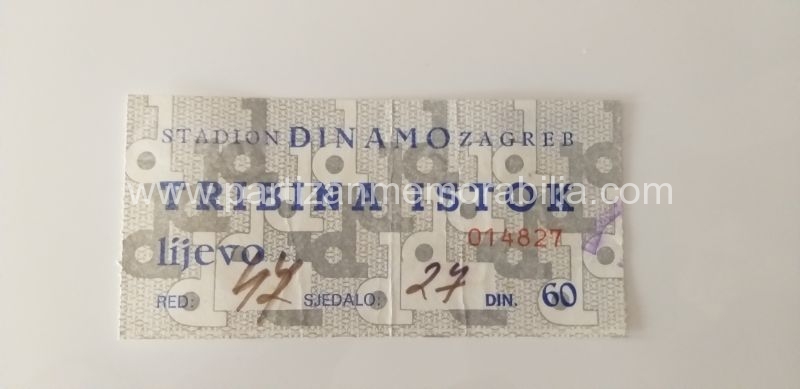 STADION DINAMO ZAGREB
www.partizanmemorabilia.com
TRIBINA ISTOK
014827
lijevo
RED: 42 SJEDALO: 27 DIN. 60